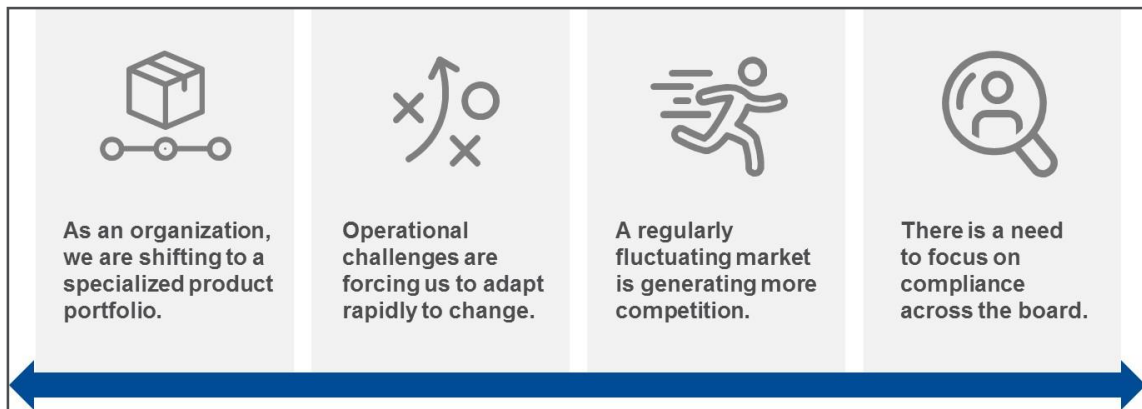 As an organization,
we are shifting to a
specialized product
portfolio.
Operational
challenges are
forcing us to adapt
rapidly to change.
A regularly
fluctuating market
is generating more
competition.
There is a need
to focus on
compliance
across the board.